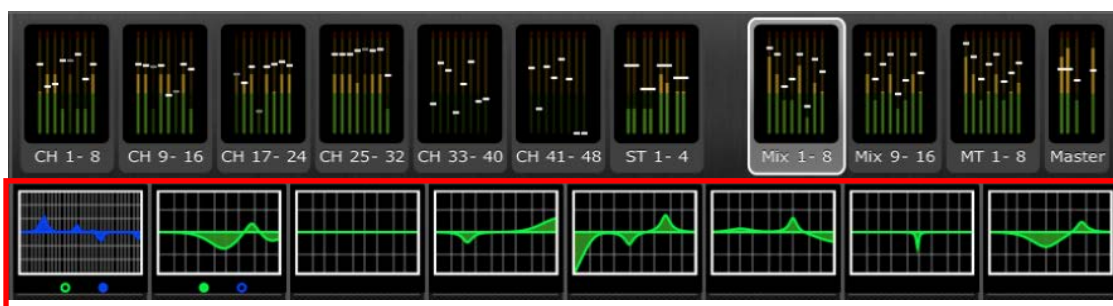 CH 1- 8 CH 9- 16 CH 17- 24 CH 25- 32 CH 33- 40 CH 41- 48 ST 1- 4 Mix 1- 8 Mix 9- 16 MT 1- 8 Master